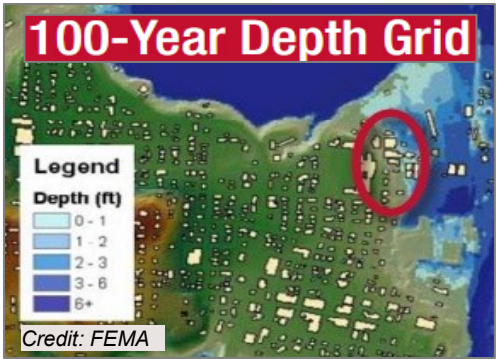 100-Year Depth Grid
Legend
Depth (ft)
0 - 1
1 - 2
2 - 3
3 - 6
6+
Credit: FEMA